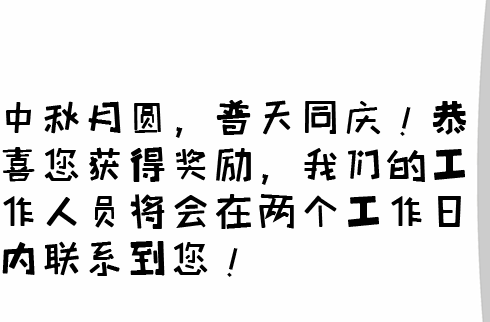 中秋月圆，普天同庆！恭
喜您获得奖励，我们的工
作人员将会在两个工作日
内联系到您！